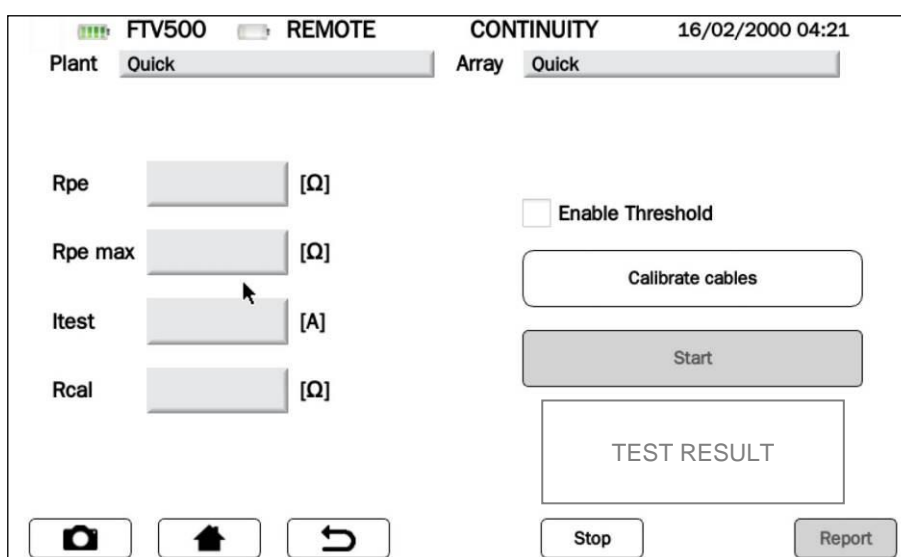 FTV500 REMOTE CONTINUITY 16/02/2000 04:21
Plant Quick Array Quick
Rpe [Ω]
Enable Threshold
Rpe max [Ω]
Calibrate cables
Itest [A]
Start
Rcal [Ω]
TEST RESULT
Stop Report